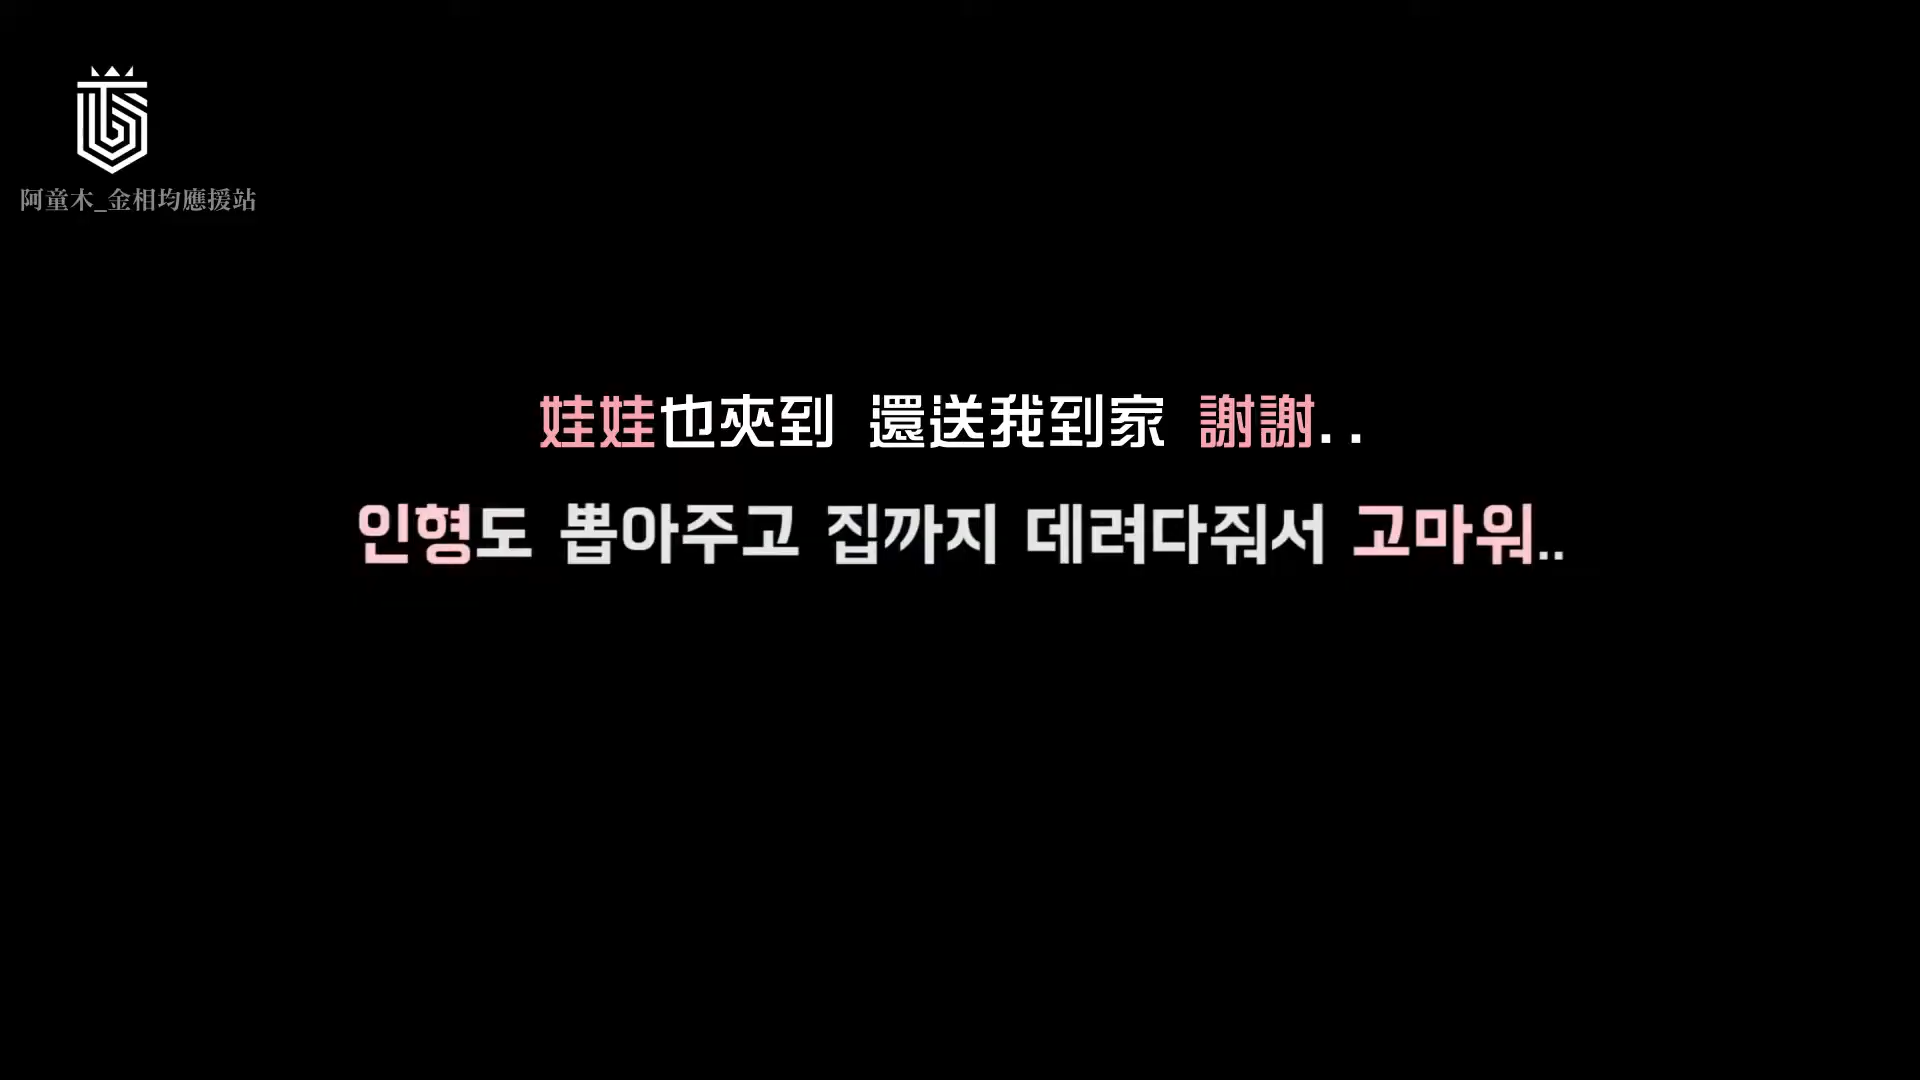 阿童木_金相均應援站
娃娃也夾到 還送我到家 謝謝..
인형도 뽑아주고 집까지 데려다줘서 고마워..